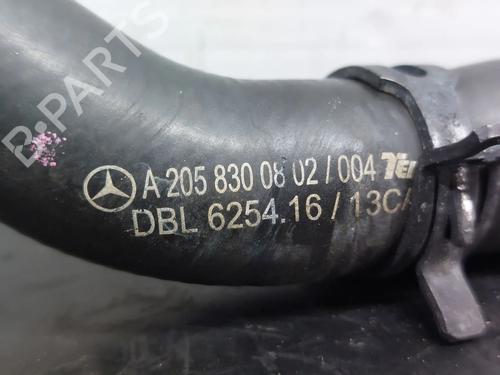 B-PARTS
A 205 830 08 02 / 004
DBL 6254.16 / 13C